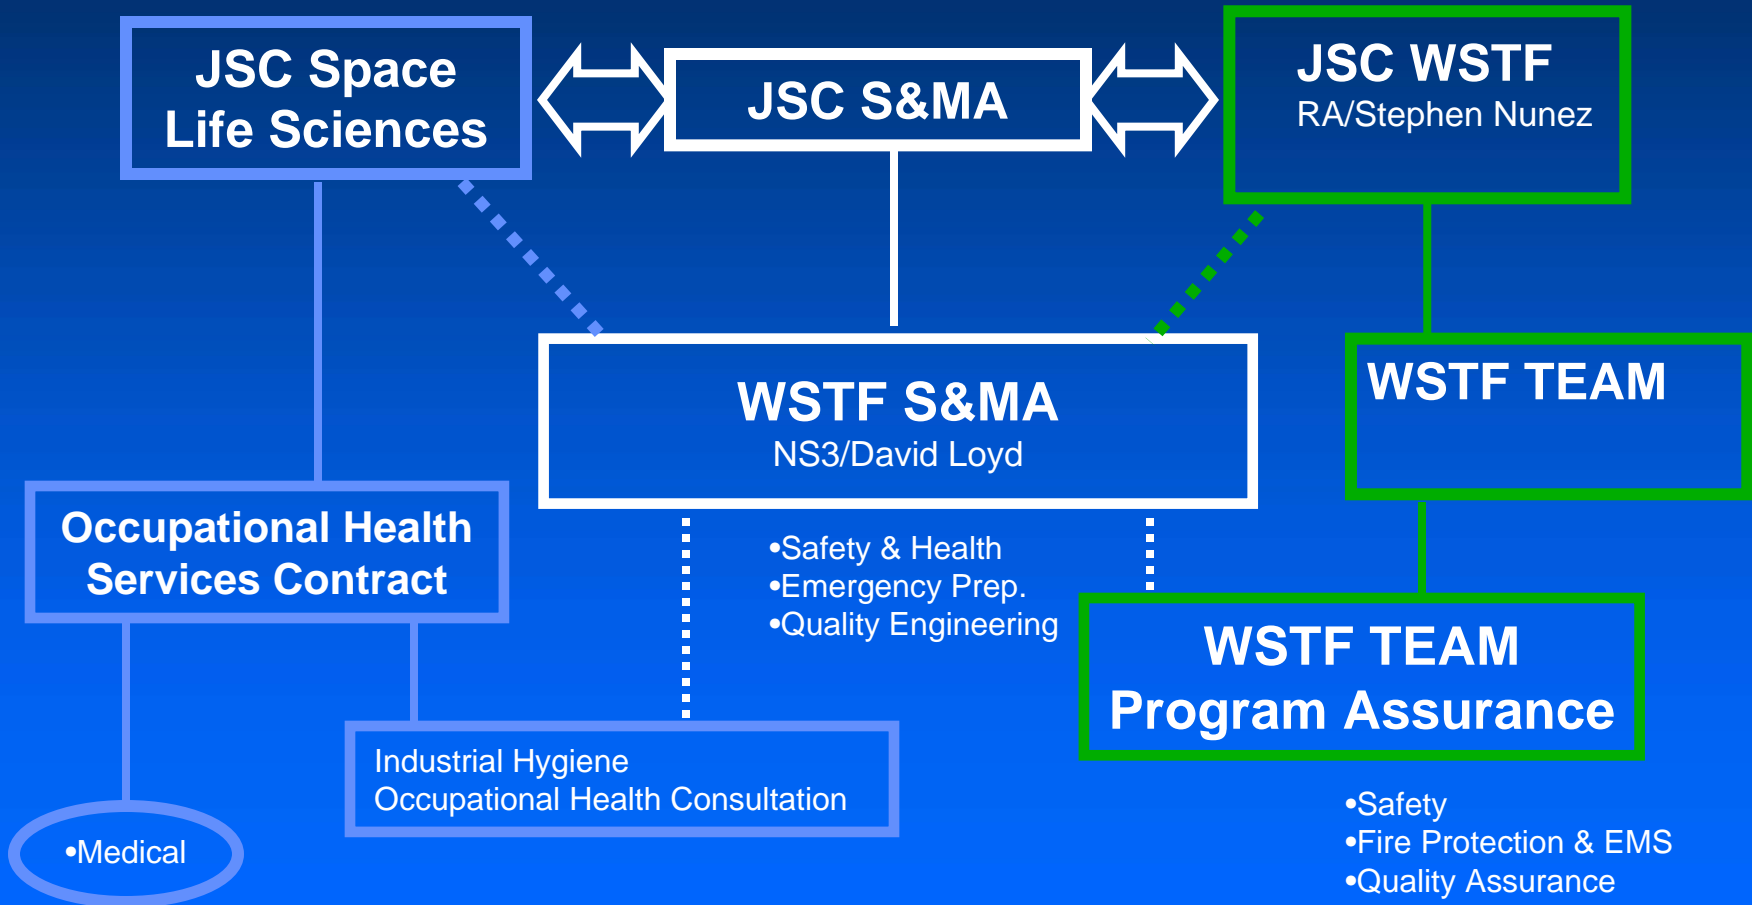 JSC Space
Life Sciences
JSC S&MA
JSC WSTF
RA/Stephen Nunez
WSTF S&MA
NS3/David Loyd
WSTF TEAM
Occupational Health
Services Contract
•Safety & Health
•Emergency Prep.
•Quality Engineering
WSTF TEAM
Program Assurance
Industrial Hygiene
Occupational Health Consultation
•Medical
•Safety
•Fire Protection & EMS
•Quality Assurance